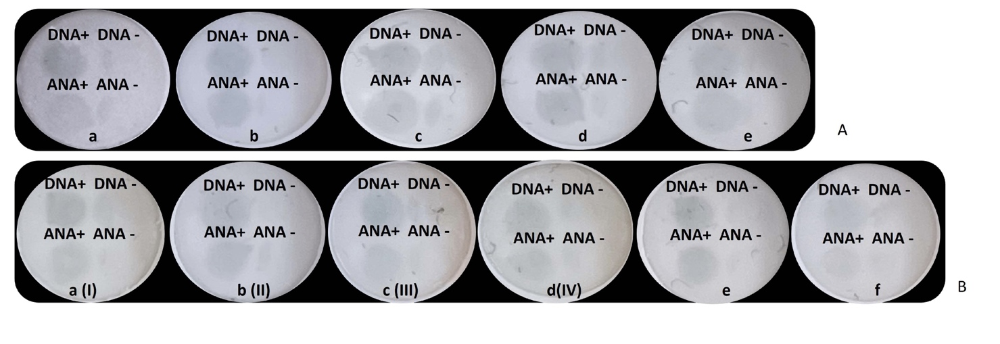 DNA+ DNA - DNA+ DNA - DNA+ DNA - DNA+ DNA - DNA+ DNA -
ANA+ ANA - ANA+ ANA - ANA+ ANA - ANA+ ANA - ANA+ ANA -
a b c d e
A
DNA+ DNA - DNA+ DNA - DNA+ DNA - DNA+ DNA - DNA+ DNA - DNA+ DNA -
ANA+ ANA - ANA+ ANA - ANA+ ANA - ANA+ ANA - ANA+ ANA - ANA+ ANA -
a (I) b (II) c (III) d(IV) e f
B